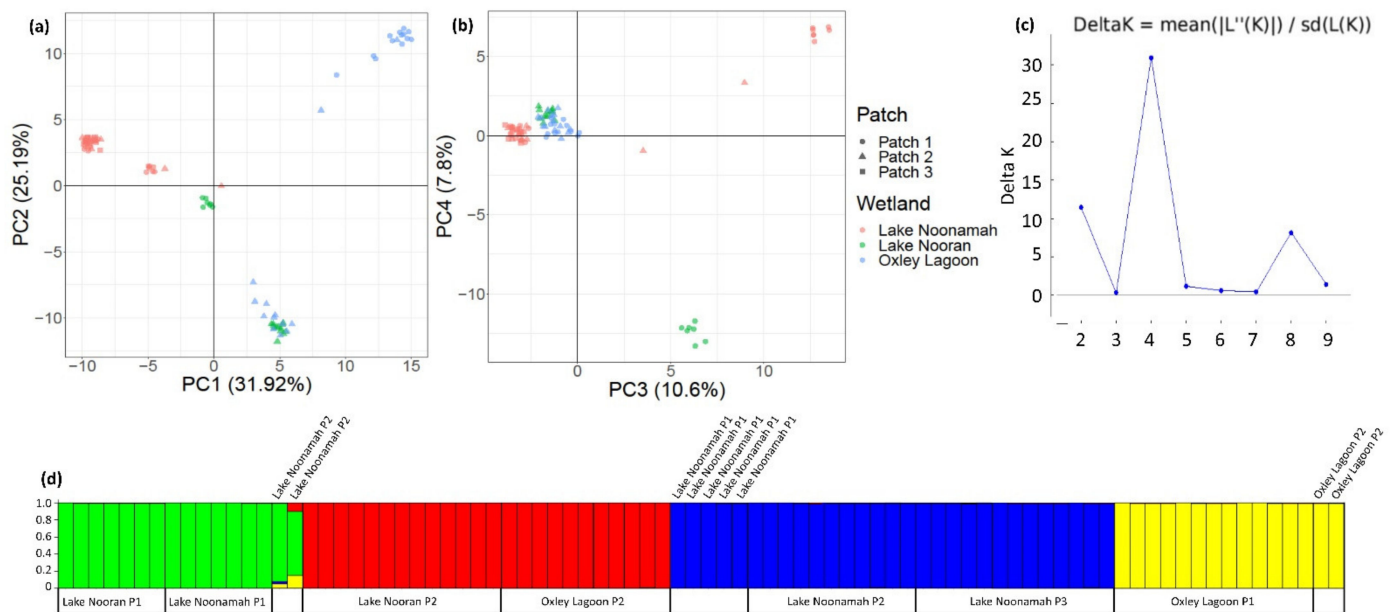 (a)
PC2 (25.19%)
10
5
0
−5
−10
−10
−5
0
5
10
15
PC1 (31.92%)
(b)
PC4 (7.8%)
5
0
−5
−10
0
5
10
PC3 (10.6%)
Patch
Patch 1
Patch 2
Patch 3
Wetland
Lake Noonamah
Lake Nooran
Oxley Lagoon
(c)
DeltaK = mean(|L''(K)|) / sd(L(K))
Delta K
30
25
20
15
10
5
0
2 3 4 5 6 7 8 9
(d)
Lake Noonamah P2
Lake Noonamah P2
Lake Noonamah P1
Lake Noonamah P1
Lake Noonamah P1
Lake Noonamah P1
Lake Noonamah P1
Oxley Lagoon P2
Oxley Lagoon P2
1.0
0.8
0.6
0.4
0.2
0
Lake Nooran P1
Lake Noonamah P1
Lake Nooran P2
Oxley Lagoon P2
Lake Noonamah P2
Lake Noonamah P3
Oxley Lagoon P1